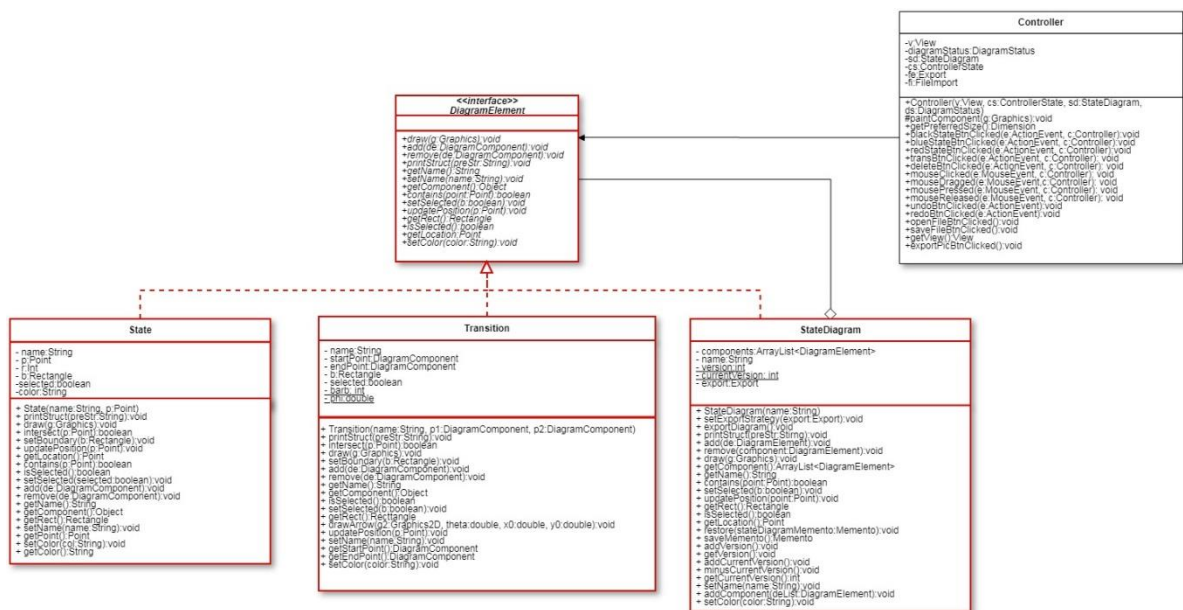 Controller
-v:View
-diagramStatus:DiagramStatus
-sd:StateDiagram
-cs:ControllerState
-fe:Export
-fi:FileImport
+Controller(v:View, cs:ControllerState, sd:StateDiagram,
ds:DiagramStatus)
#paintComponent(g:Graphics):void
+getPreferredSize():Dimension
+blackStateBtnClicked(e:ActionEvent, c:Controller):void
+blueStateBtnClicked(e:ActionEvent, c:Controller):void
+redStateBtnClicked(e:ActionEvent, c:Controller):void
+transBtnClicked(e:ActionEvent, c:Controller): void
+deleteBtnClicked(e:ActionEvent, c:Controller):void
+mouseClicked(e:MouseEvent, c:Controller): void
+mouseDragged(e:MouseEvent,c:Controller): void
+mousePressed(e:MouseEvent, c:Controller): void
+mouseReleased(e:MouseEvent, c:Controller): void
+undoBtnClicked(e:ActionEvent):void
+redoBtnClicked(e:ActionEvent):void
+openFileBtnClicked():void
+saveFileBtnClicked():void
+getView():View
+exportPicBtnClicked():void
<<interface>>
DiagramElement
+draw(g:Graphics):void
+add(de:DiagramComponent):void
+remove(de:DiagramComponent):void
+printStruct(preStr:String):void
+getName():String
+setName(name:String):void
+getComponent():Object
+contains(point:Point):boolean
+setSelected(b:boolean):void
+updatePosition(p:Point):void
+getRect():Rectangle
+isSelected():boolean
+getLocation:Point
+setColor(color:String):void
State
- name:String
- p:Point
- r:Int
- b:Rectangle
-selected:boolean
-color:String
+ State(name:String, p:Point)
+ printStruct(preStr:String):void
+ draw(g:Graphics):void
+ intersect(p:Point):boolean
+ setBoundary(b:Rectangle):void
+ updatePosition(p:Point):void
+ getLocation():Point
+ contains(p:Point):boolean
+ isSelected():boolean
+ setSelected(selected:boolean):void
+ add(de:DiagramComponent):void
+ remove(de:DiagramComponent):void
+ getName():String
+ getComponent():Object
+ getRect():Rectangle
+ setName(name:String):void
+ getPoint():Point
+ setColor(col:String):void
+ getColor():String
Transition
- name:String
- startPoint:DiagramComponent
- endPoint:DiagramComponent
- b:Rectangle
- selected:boolean
- barb: int
- phi:double
+ Transition(name:String, p1:DiagramComponent, p2:DiagramComponent)
+ printStruct(preStr:String):void
+ intersect(p:Point):boolean
+ draw(g:Graphics):void
+ setBoundary(b:Rectangle):void
+ add(de:DiagramComponent):void
+ remove(de:DiagramComponent):void
+ getName():String
+ getComponent():Object
+ isSelected():boolean
+ setSelected(b:boolean):void
+ getRect():Recttangle
+ drawArrow(g2:Graphics2D, theta:double, x0:double, y0:double):void
+ updatePosition(p:Point):void
+ setName(name:String):void
+ getStartPoint():DiagramComponent
+ getEndPoint():DiagramComponent
+ setColor(color:String):void
StateDiagram
- components:ArrayList<DiagramElement>
- name:String
- version:int
- currentVersion: int
- export:Export
+ StateDiagram(name:String)
+ setExportStrategy(export:Export):void
+ exportDiagram():void
+ printStruct(preStr:Stirng):void
+ add(de:DiagramElement):void
+ remove(component:DiagramElement):void
+ draw(g:Graphics):void
+ getComponent():ArrayList<DiagramElement>
+ getName():String
+ contains(point:Point):boolean
+ setSelected(b:boolean):void
+ updatePosition(point:Point):void
+ getRect():Rectangle
+ isSelected():boolean
+ getLocation():Point
+ restore(stateDiagramMemento:Memento):void
+ saveMemento():Memento
+ addVersion():void
+ getVersion():void
+ addCurrentVersion():void
+ minusCurrentVersion():void
+ getCurrentVersion():int
+ setName(name:String):void
+ addComponent(deList:DiagramElement):void
+ setColor(color:String):void